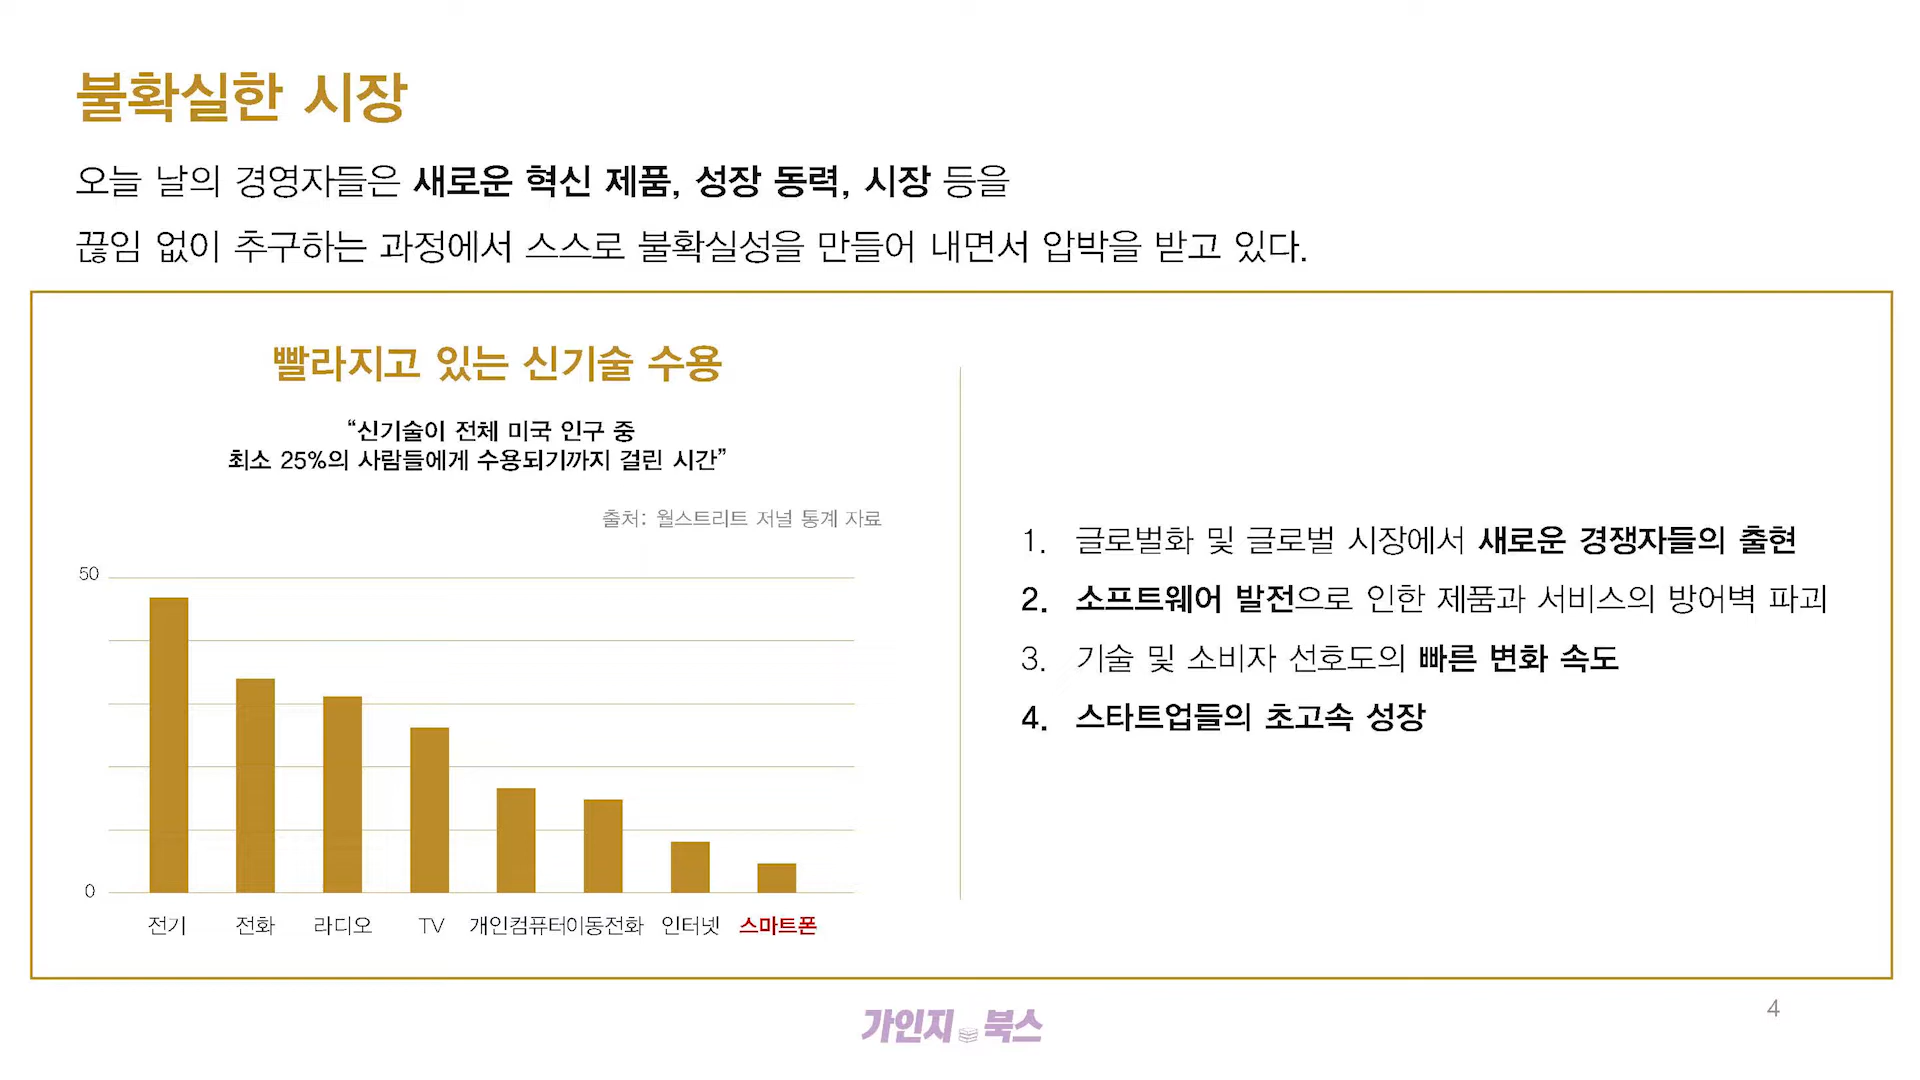 불확실한 시장
오늘 날의 경영자들은 새로운 혁신 제품, 성장 동력, 시장 등을
끊임 없이 추구하는 과정에서 스스로 불확실성을 만들어 내면서 압박을 받고 있다.
빨라지고 있는 신기술 수용
“신기술이 전체 미국 인구 중
최소 25%의 사람들에게 수용되기까지 걸린 시간”
출처: 월스트리트 저널 통계 자료
50
0
전기 전화 라디오 TV 개인컴퓨터 이동전화 인터넷 스마트폰
1. 글로벌화 및 글로벌 시장에서 새로운 경쟁자들의 출현
2. 소프트웨어 발전으로 인한 제품과 서비스의 방어벽 파괴
3. 기술 및 소비자 선호도의 빠른 변화 속도
4. 스타트업들의 초고속 성장
가인지 북스
4